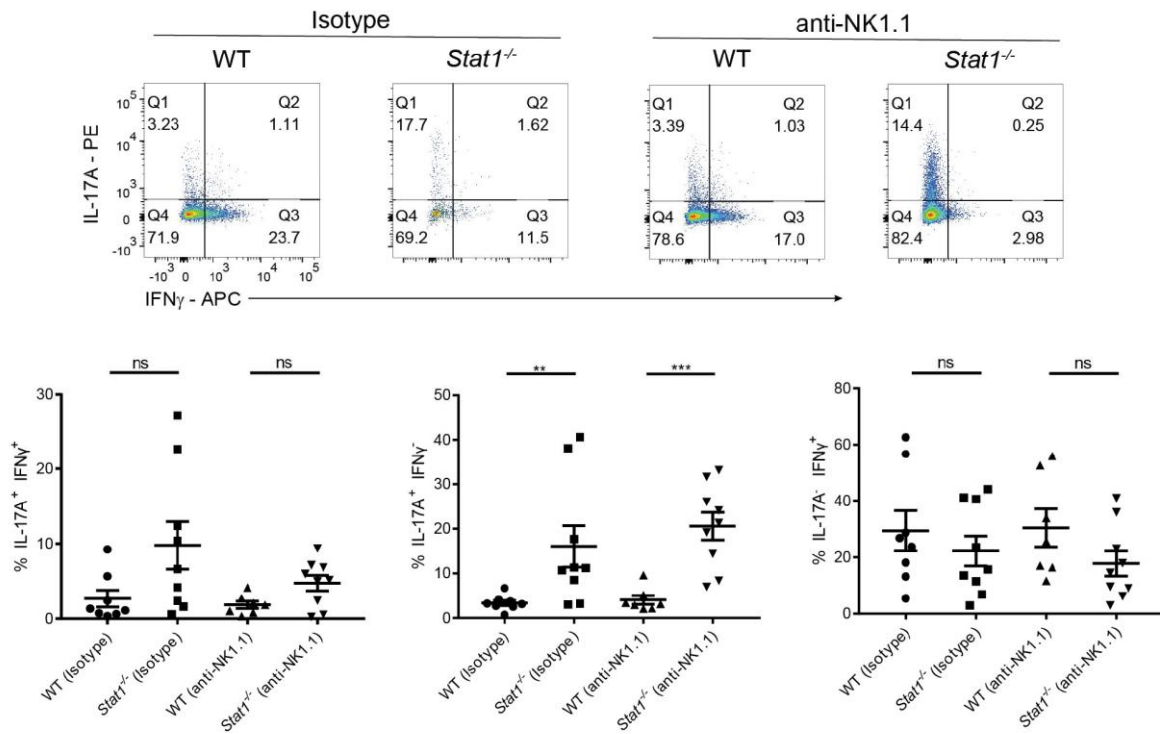 Isotype anti-NK1.1
WT Stat1-/- WT Stat1-/-
IL-17A - PE
10^5
10^4
10^3
0
-10^3
Q1 Q2
3.23 1.11
Q4 Q3
71.9 23.7
Q1 Q2
17.7 1.62
Q4 Q3
69.2 11.5
Q1 Q2
3.39 1.03
Q4 Q3
78.6 17.0
Q1 Q2
14.4 0.25
Q4 Q3
82.4 2.98
-10^3 0 10^3 10^4 10^5
IFNγ - APC
% IL-17A+ IFNγ+
30
20
10
0
ns ns
WT (Isotype)
Stat1-/- (Isotype)
WT (anti-NK1.1)
Stat1-/- (anti-NK1.1)
% IL-17A+ IFNγ-
50
40
30
20
10
0
** ***
WT (Isotype)
Stat1-/- (Isotype)
WT (anti-NK1.1)
Stat1-/- (anti-NK1.1)
% IL-17A- IFNγ+
80
60
40
20
0
ns ns
WT (Isotype)
Stat1-/- (Isotype)
WT (anti-NK1.1)
Stat1-/- (anti-NK1.1)